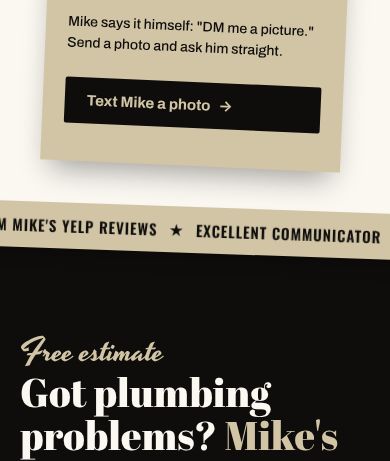 Mike says it himself: "DM me a picture."
Send a photo and ask him straight.
Text Mike a photo →
MIKE'S YELP REVIEWS ★ EXCELLENT COMMUNICATOR
Free estimate
Got plumbing
problems? Mike's